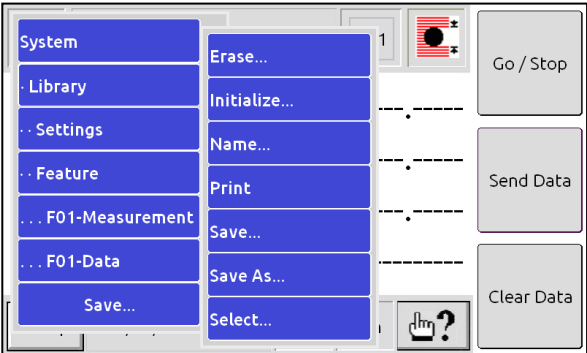 System
· Library
· · Settings
· · Feature
. . . F01-Measurement
. . . F01-Data
Save...
Erase...
Initialize...
Name...
Print
Save...
Save As...
Select...
1
--.----
--.----
--.----
Go / Stop
Send Data
Clear Data
?